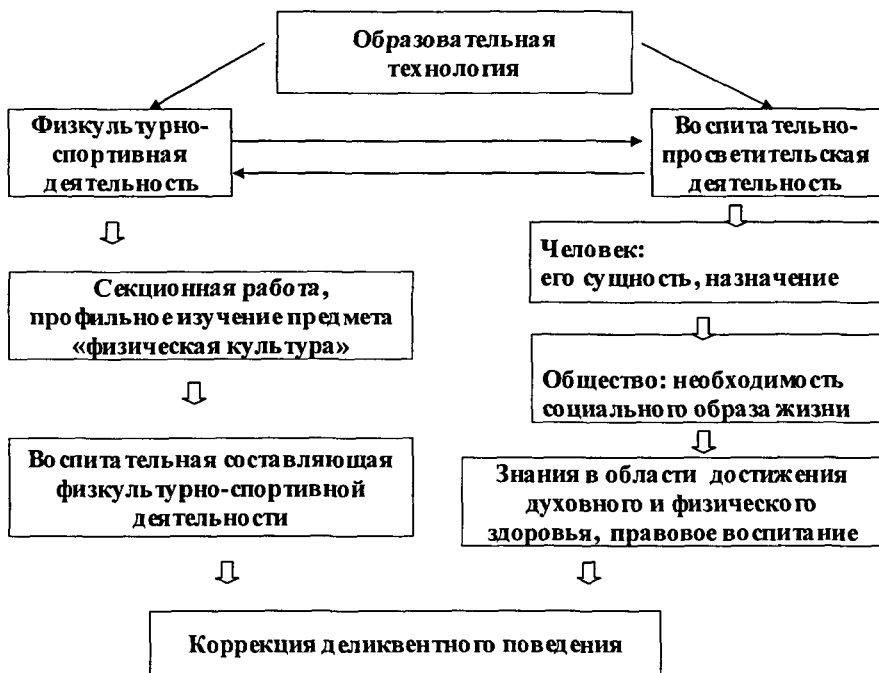 Образовательная
технология
Физкультурно-
спортивная
деятельность
Воспитательно-
просветительская
деятельность
Человек:
его сущность, назначение
Секционная работа,
профильное изучение предмета
«физическая культура»
Общество: необходимость
социального образа жизни
Воспитательная составляющая
физкультурно-спортивной
деятельности
Знания в области достижения
духовного и физического
здоровья, правовое воспитание
Коррекция деликвентного поведения